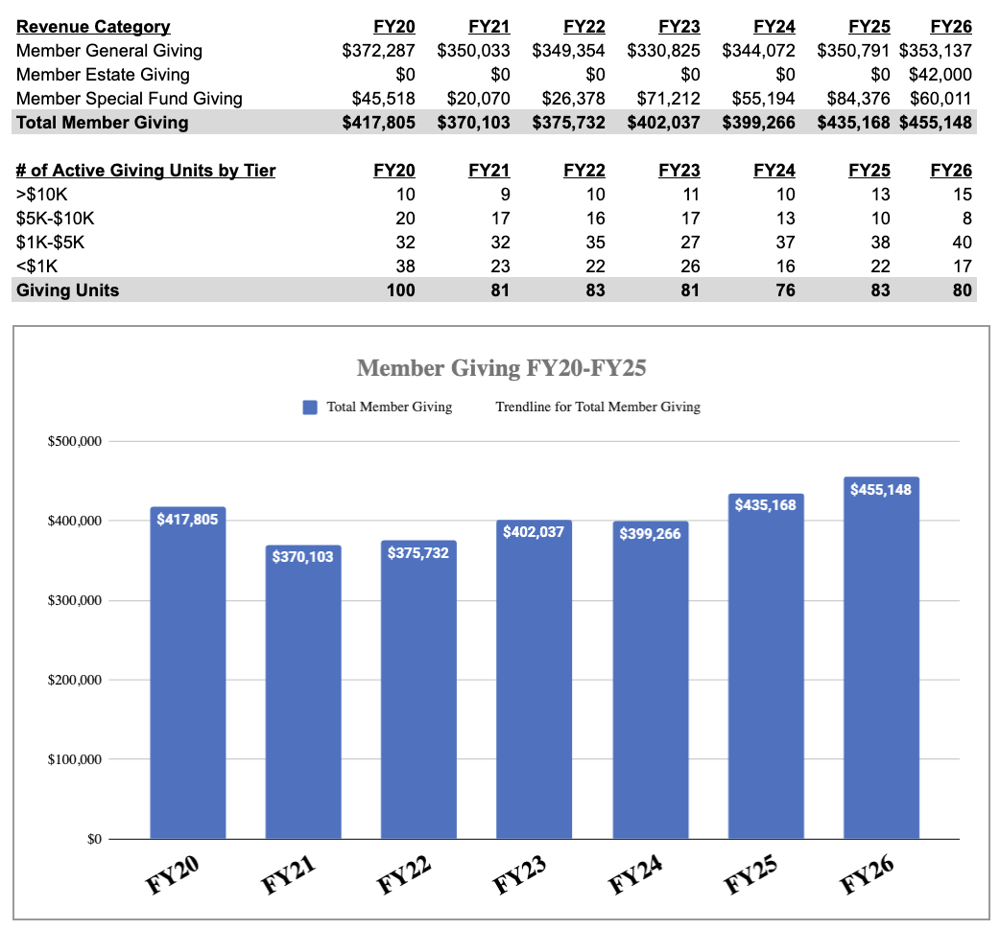 Revenue Category FY20 FY21 FY22 FY23 FY24 FY25 FY26
Member General Giving $372,287 $350,033 $349,354 $330,825 $344,072 $350,791 $353,137
Member Estate Giving $0 $0 $0 $0 $0 $0 $42,000
Member Special Fund Giving $45,518 $20,070 $26,378 $71,212 $55,194 $84,376 $60,011
Total Member Giving $417,805 $370,103 $375,732 $402,037 $399,266 $435,168 $455,148
# of Active Giving Units by Tier FY20 FY21 FY22 FY23 FY24 FY25 FY26
>$10K 10 9 10 11 10 13 15
$5K-$10K 20 17 16 17 13 10 8
$1K-$5K 32 32 35 27 37 38 40
<$1K 38 23 22 26 16 22 17
Giving Units 100 81 83 81 76 83 80
Member Giving FY20-FY25
Total Member Giving Trendline for Total Member Giving
$500,000
$400,000
$300,000
$200,000
$100,000
$0
$417,805 $370,103 $375,732 $402,037 $399,266 $435,168 $455,148
FY20 FY21 FY22 FY23 FY24 FY25 FY26